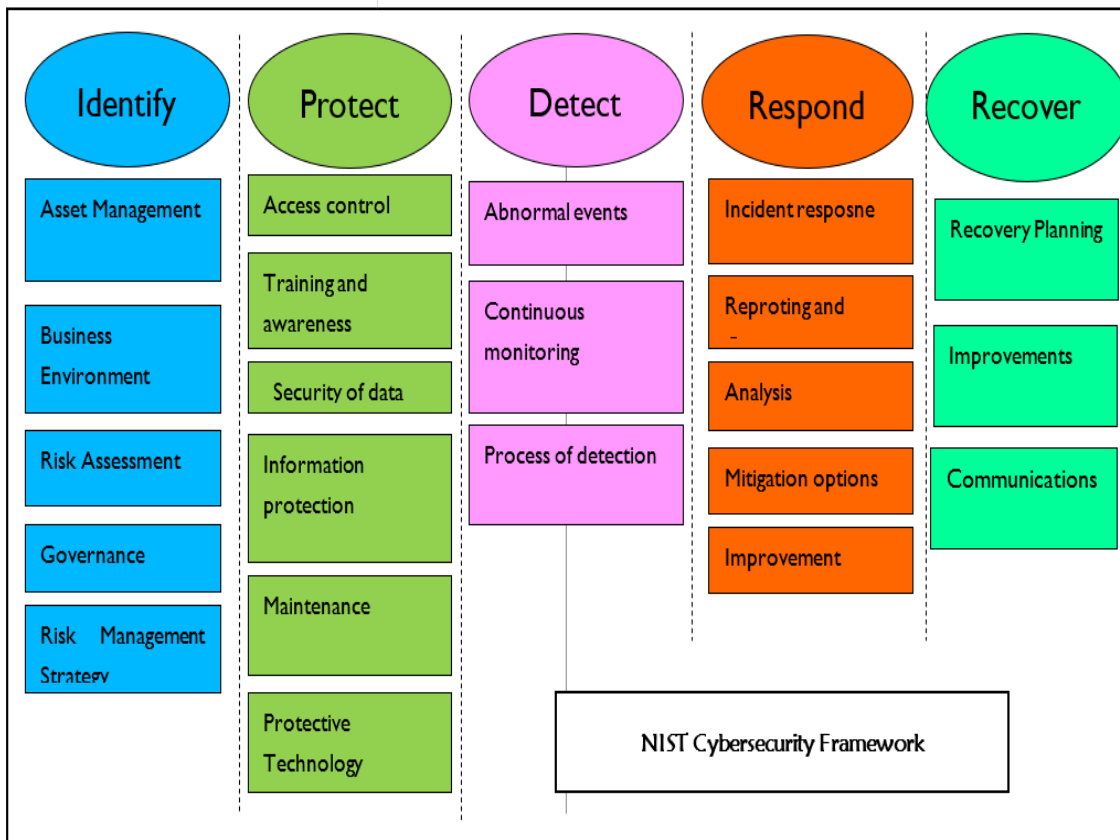 Identify
Asset Management
Business
Environment
Risk Assessment
Governance
Risk Management
Strategy
Protect
Access control
Training and
awareness
Security of data
Information
protection
Maintenance
Protective
Technology
Detect
Abnormal events
Continuous
monitoring
Process of detection
Respond
Incident resposne
Reproting and
Analysis
Mitigation options
Improvement
Recover
Recovery Planning
Improvements
Communications
NIST Cybersecurity Framework